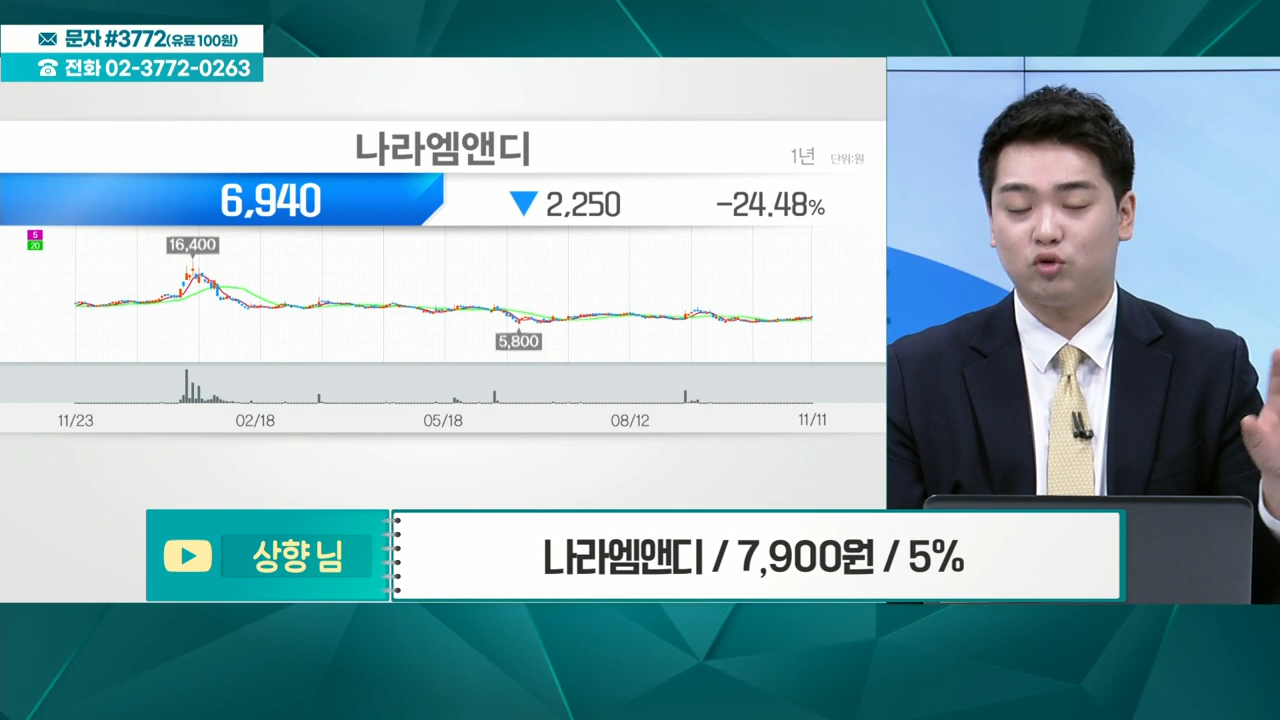 문자 #3772(유료 100원)
전화 02-3772-0263
나라엠앤디
1년 단위:원
6,940 ▼ 2,250 -24.48%
5
20
16,400
5,800
11/23 02/18 05/18 08/12 11/11
상향 님
나라엠앤디 / 7,900원 / 5%